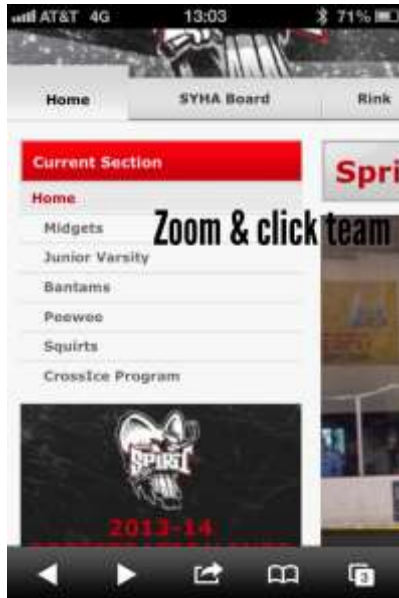 AT&T 4G 13:03 71%
Home SYHA Board Rink
Current Section
Spri
Home
Midgets
Zoom & click team
Junior Varsity
Bantams
Peewee
Squirts
CrossIce Program
SPIRIT
2013-14
3